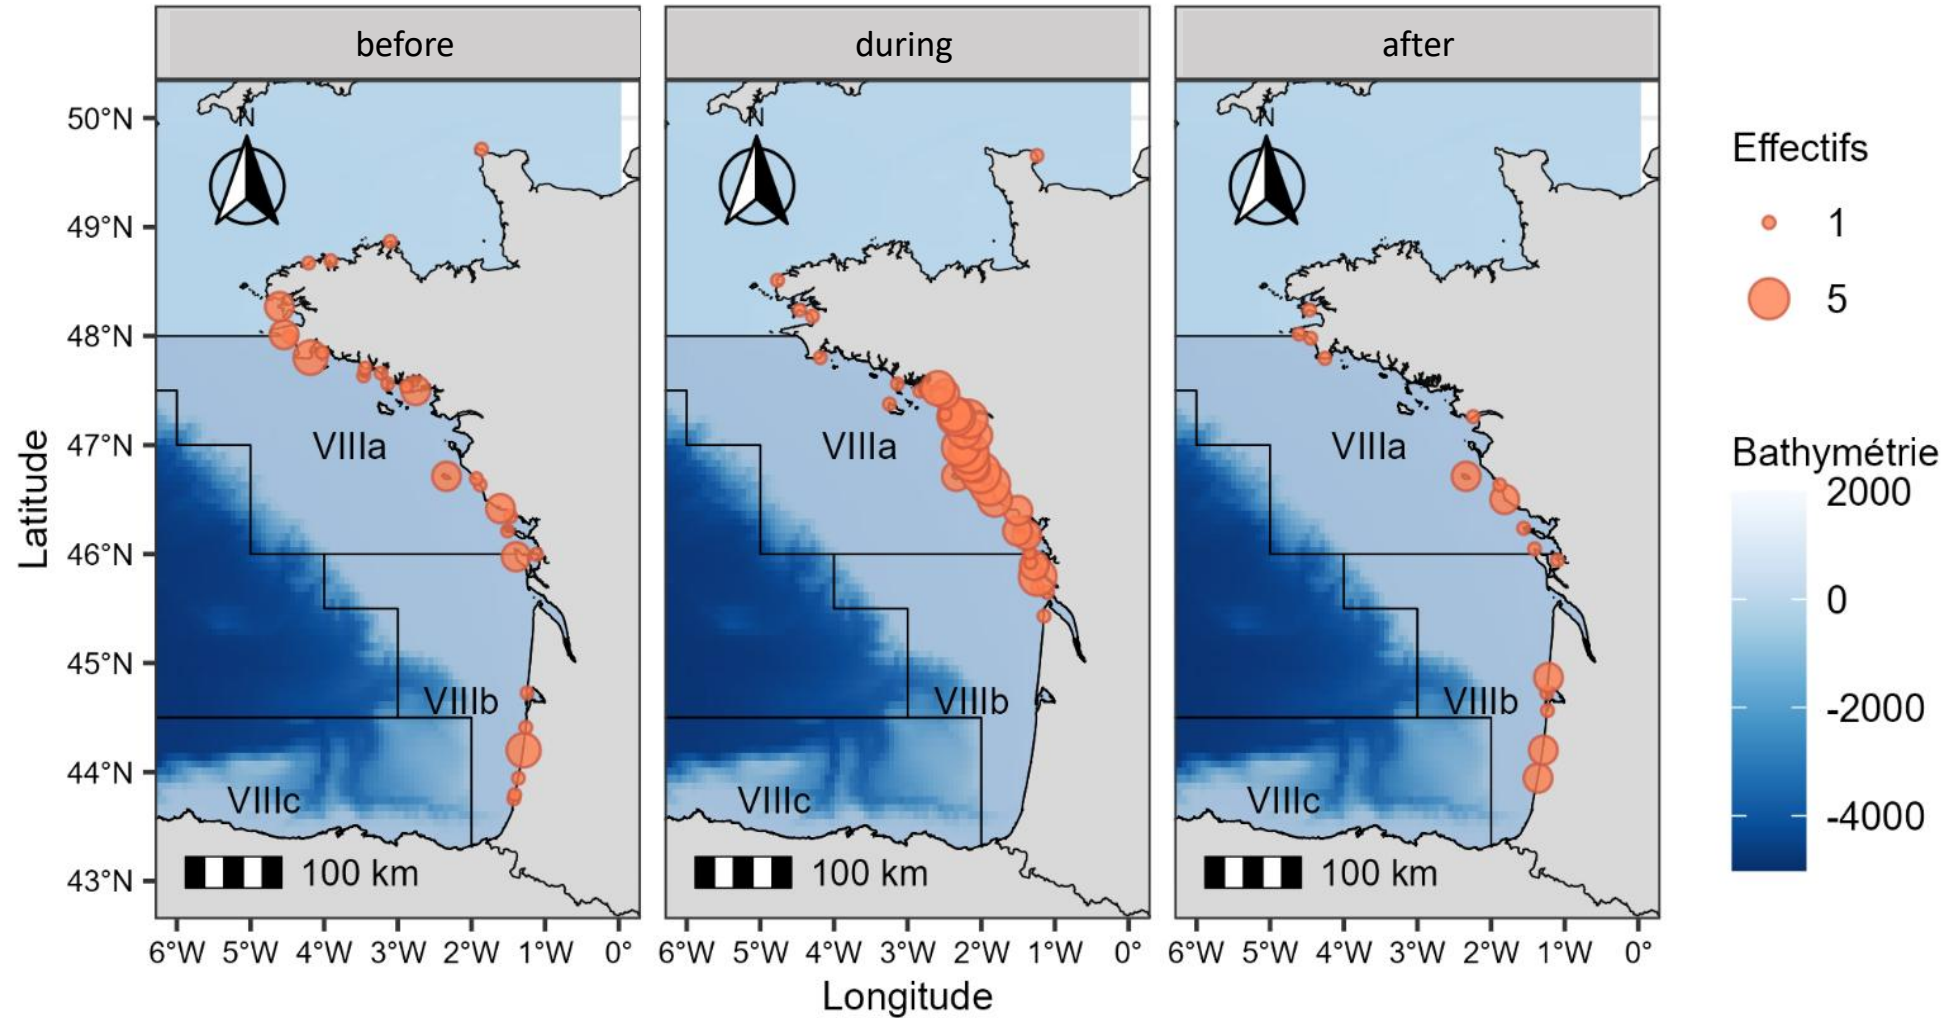 before
during
after
50°N
49°N
48°N
47°N
46°N
45°N
44°N
43°N
Latitude
N
VIIIa
VIIIb
VIIIc
100 km
6°W 5°W 4°W 3°W 2°W 1°W 0°
N
VIIIa
VIIIb
VIIIc
100 km
6°W 5°W 4°W 3°W 2°W 1°W 0°
N
VIIIa
VIIIb
VIIIc
100 km
6°W 5°W 4°W 3°W 2°W 1°W 0°
Longitude
Effectifs
1
5
Bathymétrie
2000
0
-2000
-4000